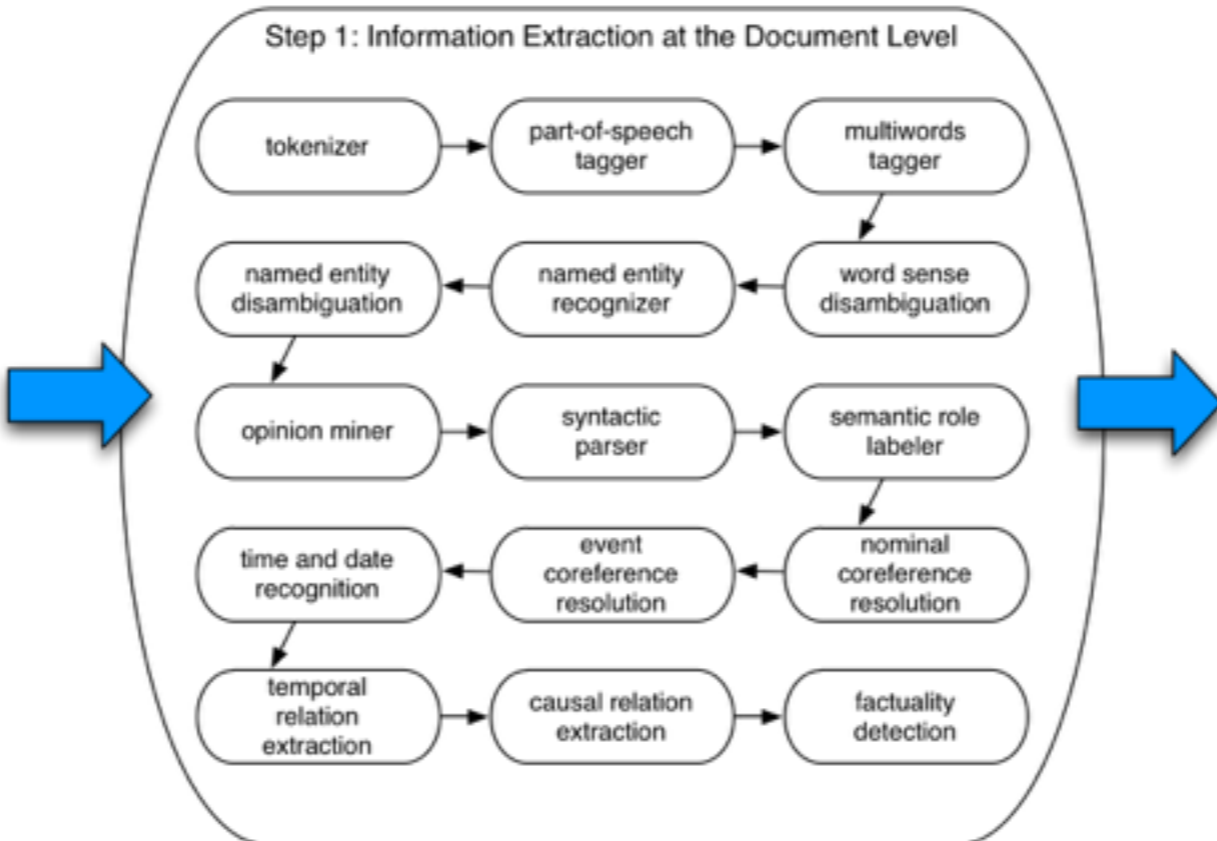 Step 1: Information Extraction at the Document Level
tokenizer
part-of-speech
tagger
multiwords
tagger
word sense
disambiguation
named entity
recognizer
named entity
disambiguation
opinion miner
syntactic
parser
semantic role
labeler
nominal
coreference
resolution
event
coreference
resolution
time and date
recognition
temporal
relation
extraction
causal relation
extraction
factuality
detection